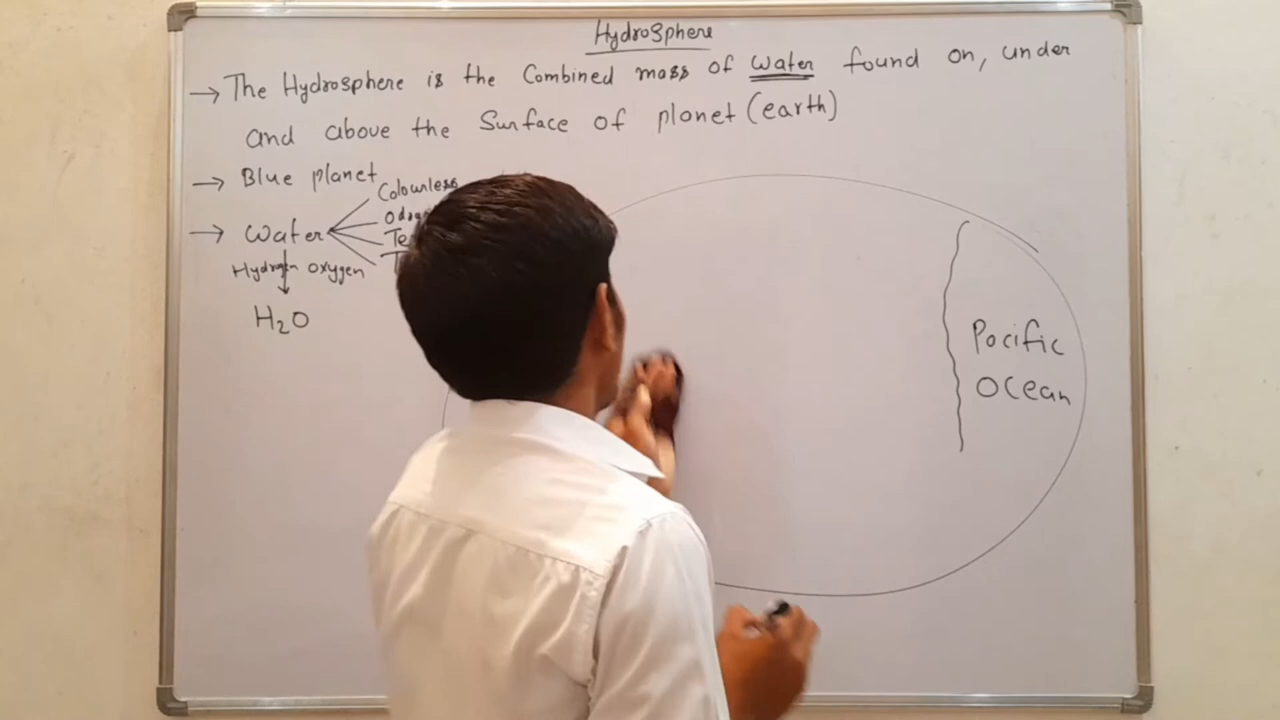 Hydrosphere
→ The Hydrosphere is the Combined mass of water found on, under
and above the Surface of planet (earth)
→ Blue planet
→ Water
Colourless
Hydrogen Oxygen
H₂O
Pocific
Ocean